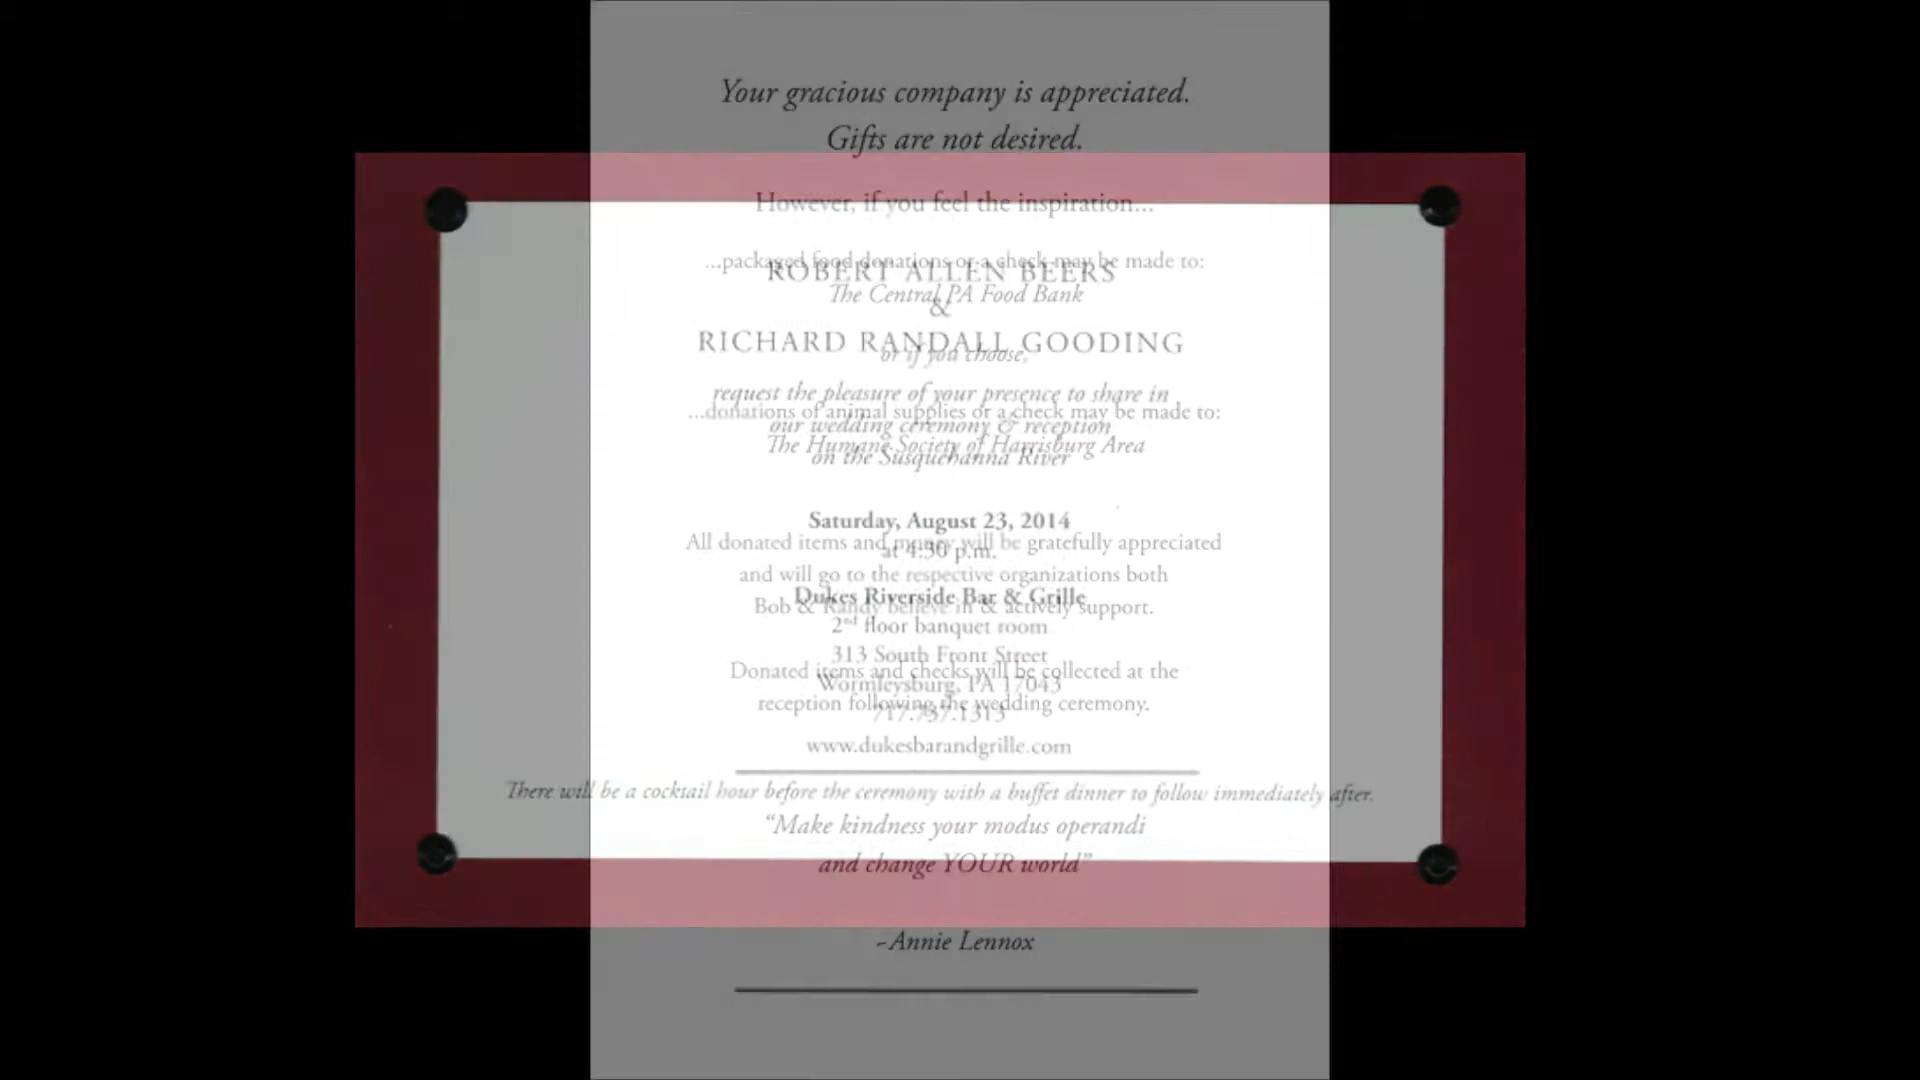 Your gracious company is appreciated.
Gifts are not desired.
However, if you feel the inspiration...
...packaged food donations or a check may be made to:
The Central PA Food Bank
or if you choose,
...donations of animal supplies or a check may be made to:
The Humane Society of Harrisburg Area
All donated items and money will be gratefully appreciated
and will go to the respective organizations both
Bob & Randy believe in & actively support.
Donated items and checks will be collected at the
reception following the wedding ceremony.
“Make kindness your modus operandi
and change YOUR world”
~Annie Lennox
ROBERT ALLEN BEERS
&
RICHARD RANDALL GOODING
request the pleasure of your presence to share in
our wedding ceremony & reception
on the Susquehanna River
Saturday, August 23, 2014
at 4:30 p.m.
Dukes Riverside Bar & Grille
2nd floor banquet room
313 South Front Street
Wormleysburg, PA 17043
717.737.1313
www.dukesbarandgrille.com
There will be a cocktail hour before the ceremony with a buffet dinner to follow immediately after.